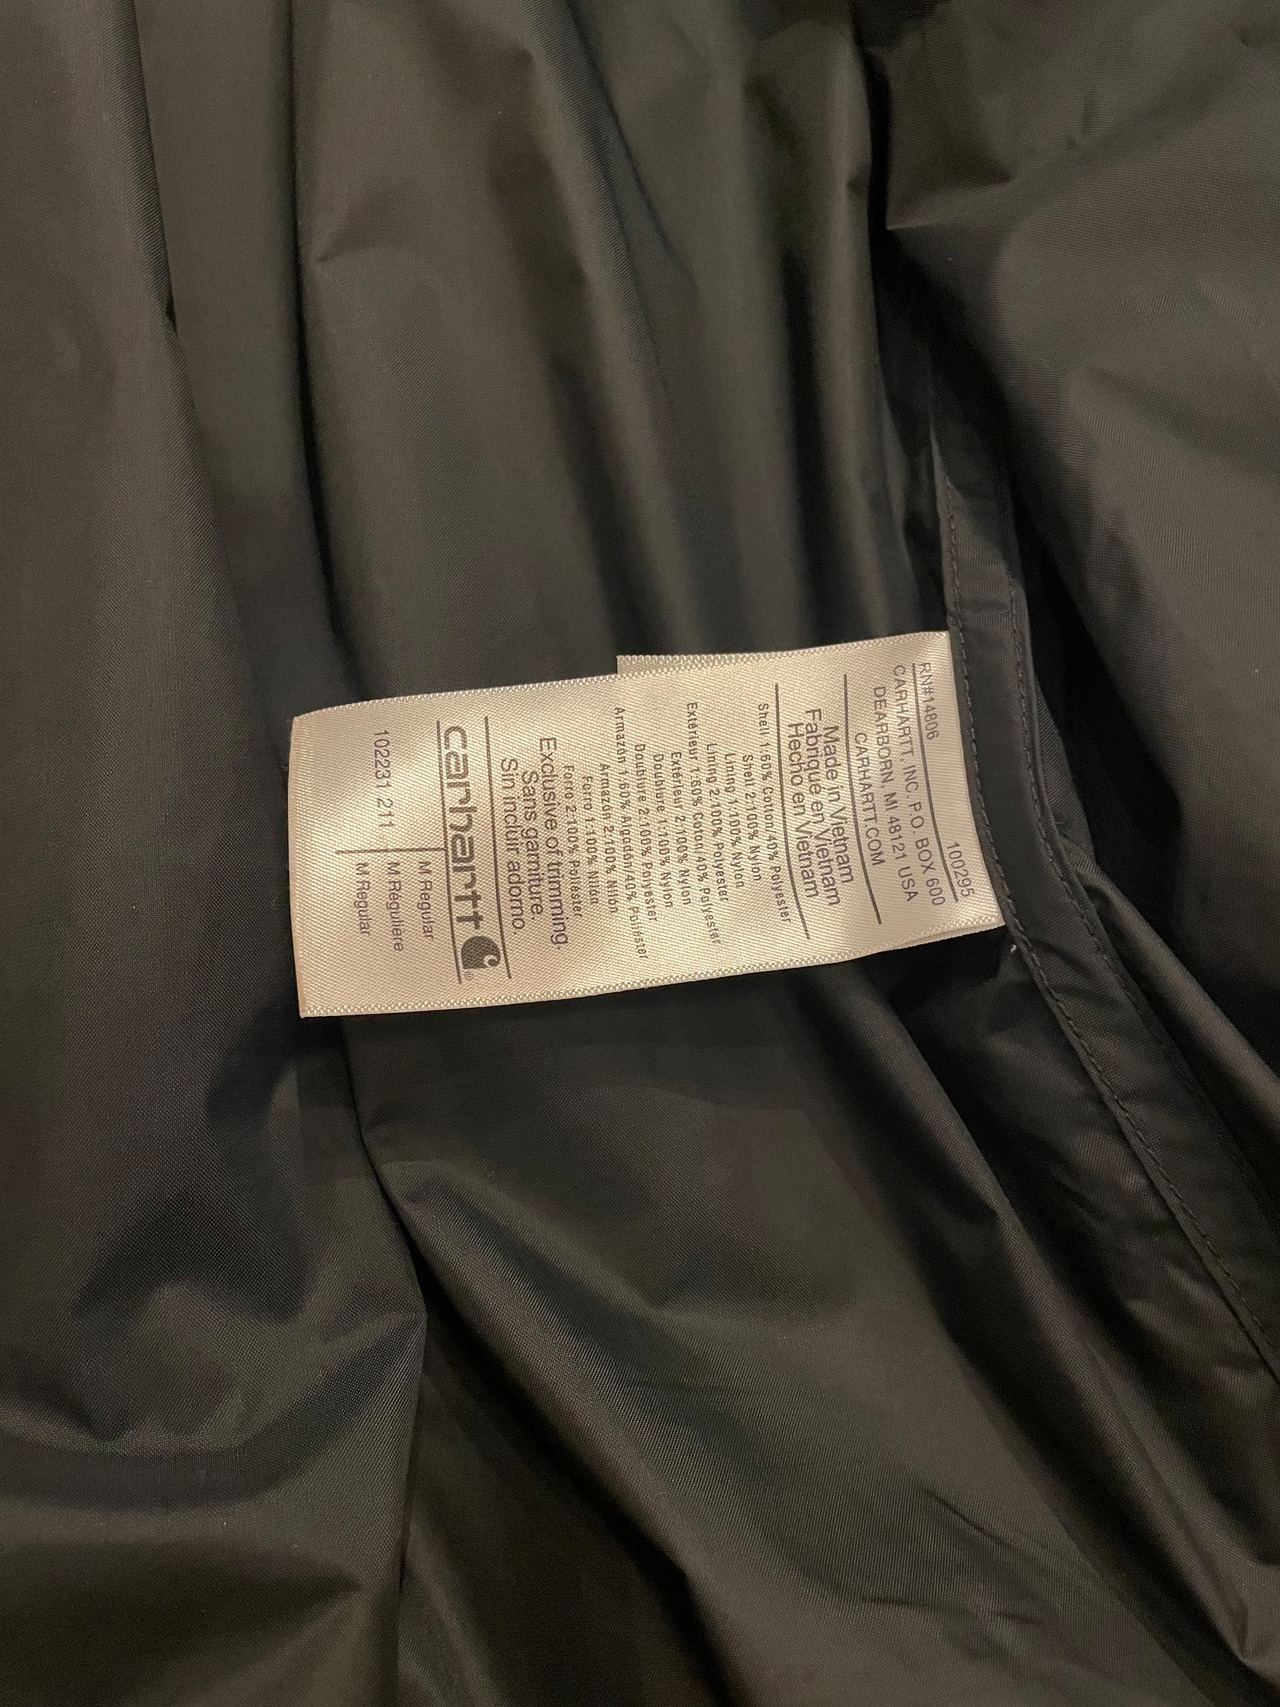 carhartt
Exclusive of trimming.
Sans garniture.
Sin incluir adorno.
Armazón 1:60% Algodón/40% Poliéster
Armazón 2:100% Nilón
Forro 1:100% Nilón
Forro 2:100% Poliéster
Extérieur 1:60% Coton/40% Polyester
Extérieur 2:100% Nylon
Doublure 1:100% Nylon
Doublure 2:100% Polyester
Shell 1:60% Cotton/40% Polyester
Shell 2:100% Nylon
Lining 1:100% Nylon
Lining 2:100% Polyester
Made in Vietnam
Fabriqué en Vietnam
Hecho en Vietnam
CARHARTT, INC. P.O. BOX 600
DEARBORN, MI 48121 USA
CARHARTT.COM
RN#14806 100295
102231 211
M Regular
M Régulière
M Regular